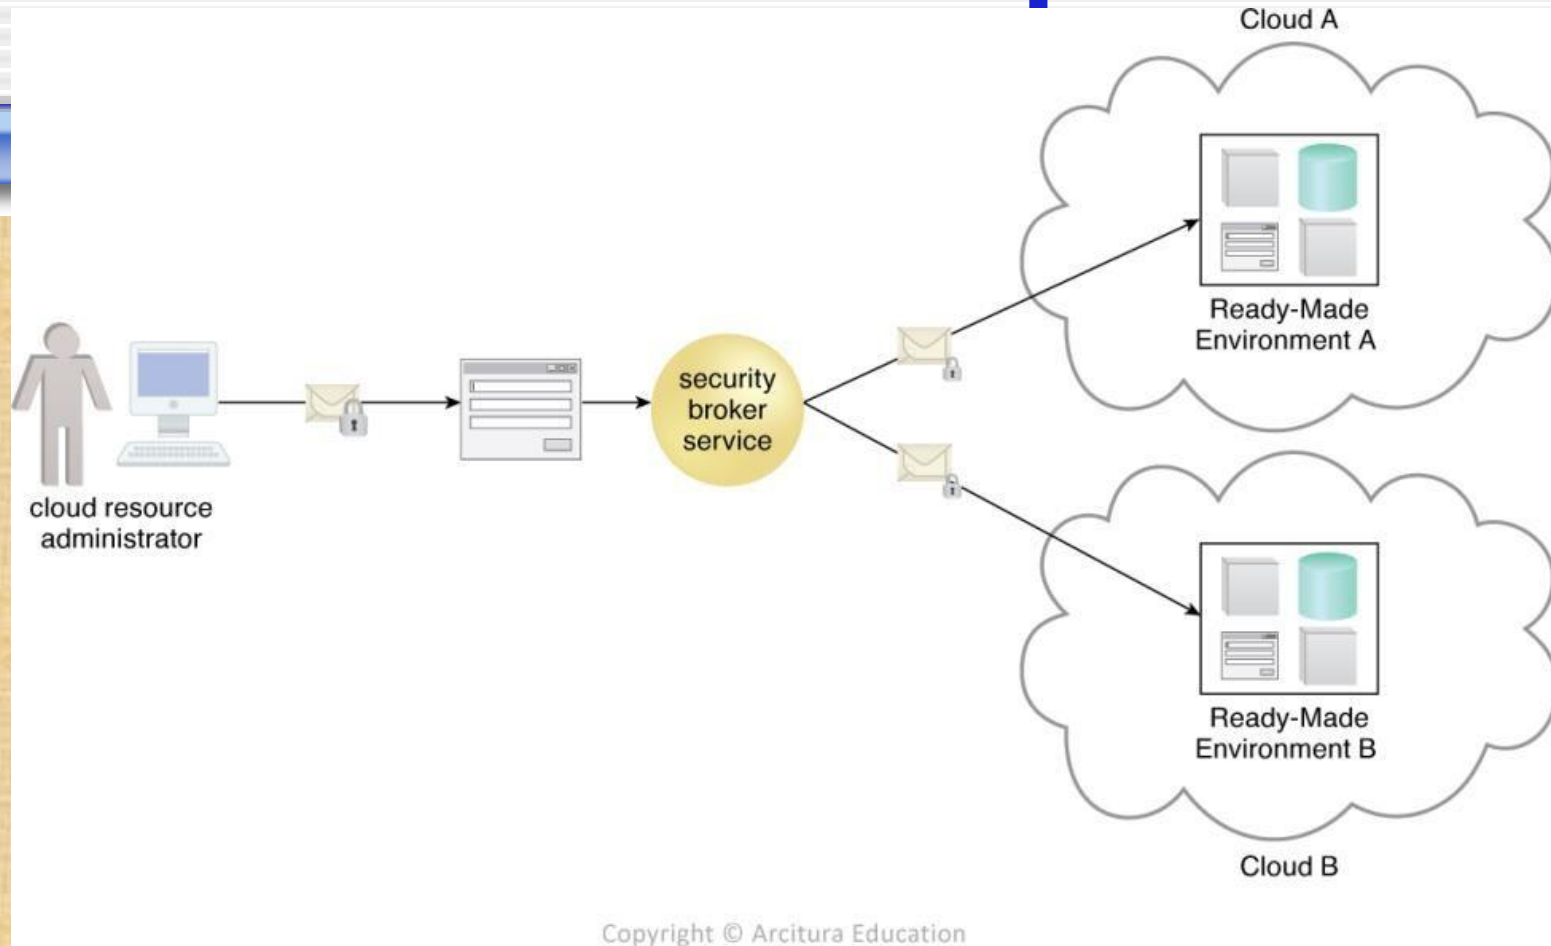 Cloud A
Ready-Made
Environment A
security
broker
service
cloud resource
administrator
Ready-Made
Environment B
Cloud B
Copyright © Arcitura Education